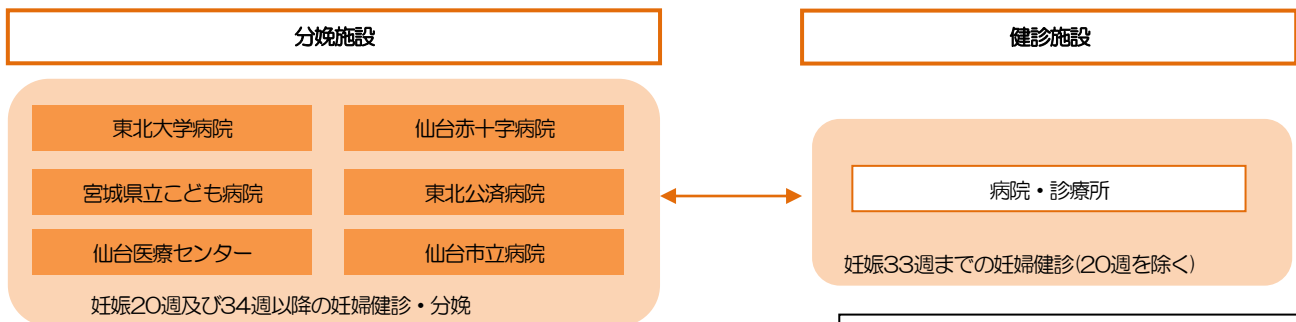 分娩施設
健診施設
東北大学病院
仙台赤十字病院
宮城県立こども病院
東北公済病院
仙台医療センター
仙台市立病院
妊娠20週及び34週以降の妊婦健診・分娩
病院・診療所
妊娠33週までの妊婦健診(20週を除く)